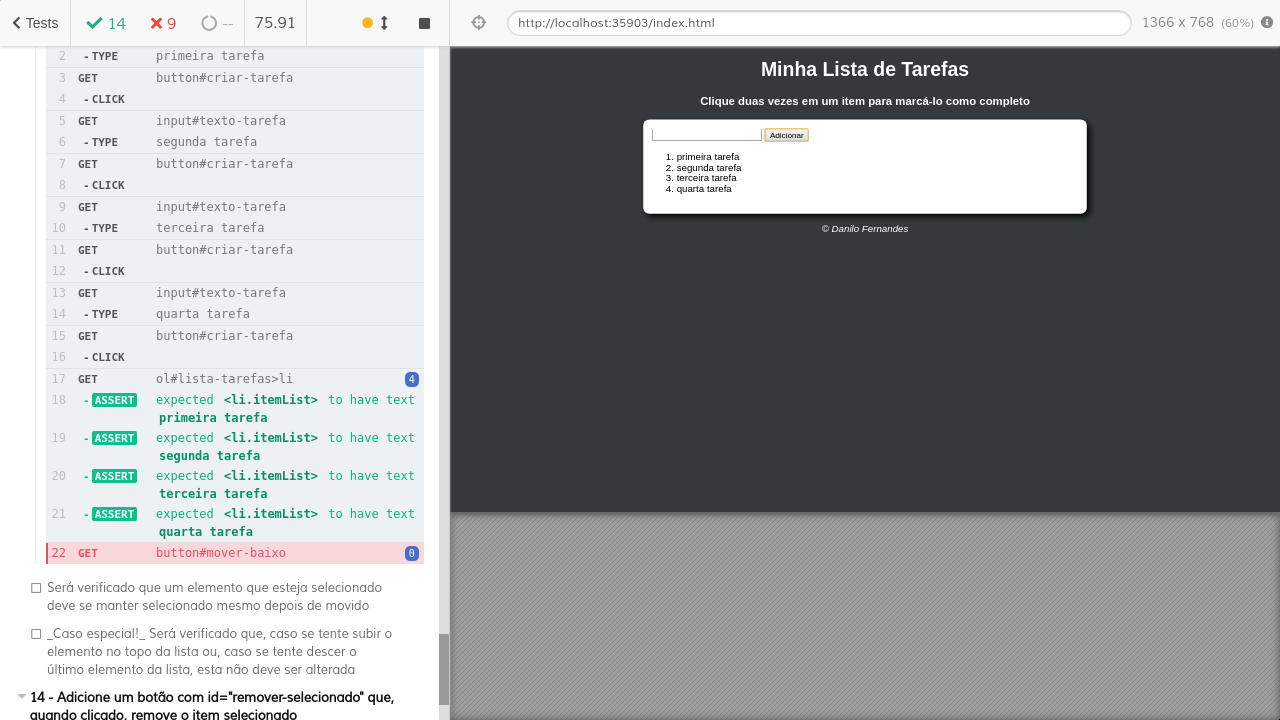 Tests 14 9 -- 75.91
http://localhost:35903/index.html 1366 x 768 (60%)
2 - TYPE primeira tarefa
3 GET button#criar-tarefa
4 - CLICK
5 GET input#texto-tarefa
6 - TYPE segunda tarefa
7 GET button#criar-tarefa
8 - CLICK
9 GET input#texto-tarefa
10 - TYPE terceira tarefa
11 GET button#criar-tarefa
12 - CLICK
13 GET input#texto-tarefa
14 - TYPE quarta tarefa
15 GET button#criar-tarefa
16 - CLICK
17 GET ol#lista-tarefas>li 4
18 - ASSERT expected <li.itemList> to have text
primeira tarefa
19 - ASSERT expected <li.itemList> to have text
segunda tarefa
20 - ASSERT expected <li.itemList> to have text
terceira tarefa
21 - ASSERT expected <li.itemList> to have text
quarta tarefa
22 GET button#mover-baixo 0
Será verificado que um elemento que esteja selecionado
deve se manter selecionado mesmo depois de movido
_Caso especial!_ Será verificado que, caso se tente subir o
elemento no topo da lista ou, caso se tente descer o
último elemento da lista, esta não deve ser alterada
14 - Adicione um botão com id="remover-selecionado" que,
quando clicado, remove o item selecionado
Minha Lista de Tarefas
Clique duas vezes em um item para marcá-lo como completo
Adicionar
1. primeira tarefa
2. segunda tarefa
3. terceira tarefa
4. quarta tarefa
© Danilo Fernandes